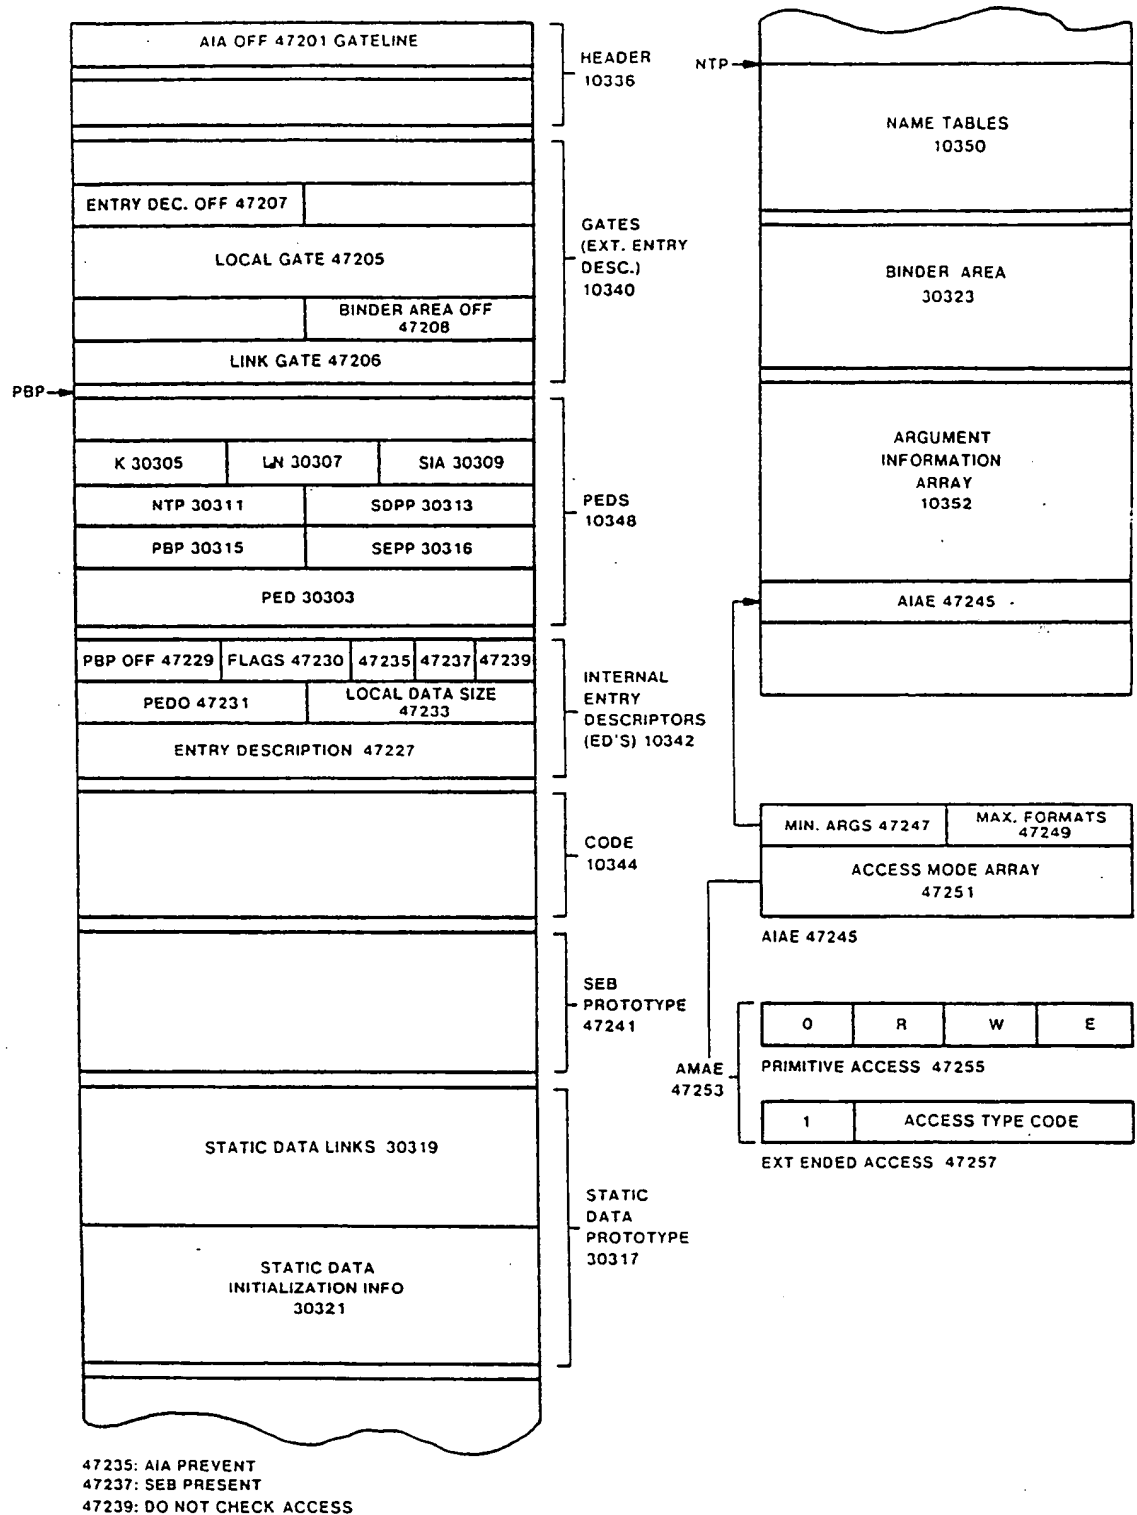 AIA OFF 47201 GATELINE
HEADER
10336
ENTRY DEC. OFF 47207
LOCAL GATE 47205
BINDER AREA OFF
47208
LINK GATE 47206
GATES
(EXT. ENTRY
DESC.)
10340
PBP
K 30305
LN 30307
SIA 30309
NTP 30311
SDPP 30313
PBP 30315
SEPP 30316
PED 30303
PEDS
10348
PBP OFF 47229
FLAGS 47230
47235
47237
47239
PEDO 47231
LOCAL DATA SIZE
47233
ENTRY DESCRIPTION 47227
INTERNAL
ENTRY
DESCRIPTORS
(ED'S) 10342
CODE
10344
SEB
PROTOTYPE
47241
STATIC DATA LINKS 30319
STATIC DATA
INITIALIZATION INFO
30321
STATIC
DATA
PROTOTYPE
30317
47235: AIA PREVENT
47237: SEB PRESENT
47239: DO NOT CHECK ACCESS
NTP
NAME TABLES
10350
BINDER AREA
30323
ARGUMENT
INFORMATION
ARRAY
10352
AIAE 47245
MIN. ARGS 47247
MAX. FORMATS
47249
ACCESS MODE ARRAY
47251
AIAE 47245
AMAE
47253
0 R W E
PRIMITIVE ACCESS 47255
1 ACCESS TYPE CODE
EXT ENDED ACCESS 47257